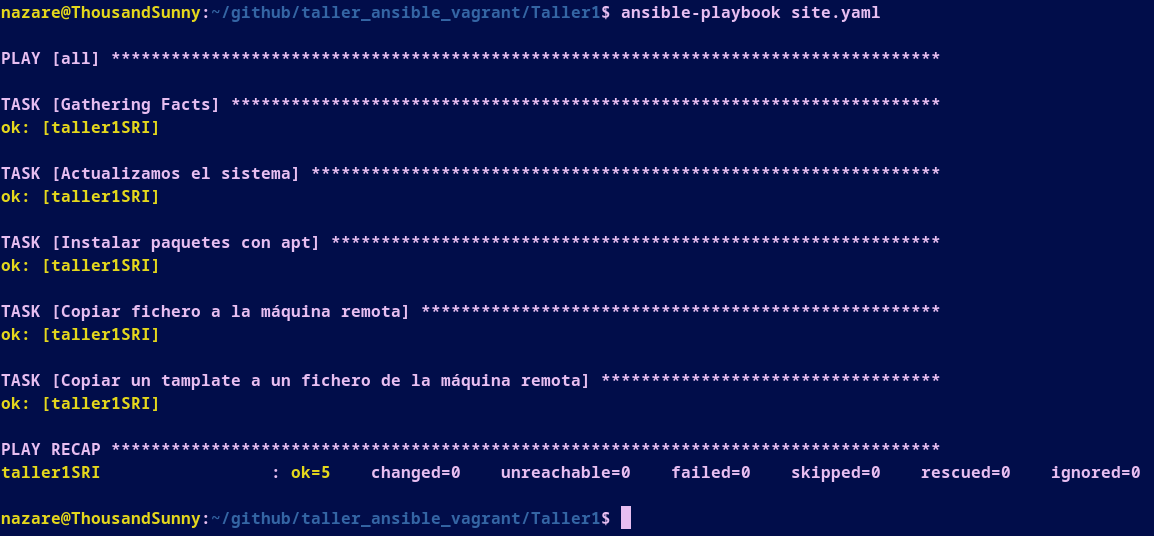 nazare@ThousandSunny:~/github/taller_ansible_vagrant/Taller1$ ansible-playbook site.yaml
PLAY [all] ***********************************************************************************
TASK [Gathering Facts] ***********************************************************************
ok: [taller1SRI]
TASK [Actualizamos el sistema] ***************************************************************
ok: [taller1SRI]
TASK [Instalar paquetes con apt] *************************************************************
ok: [taller1SRI]
TASK [Copiar fichero a la máquina remota] ****************************************************
ok: [taller1SRI]
TASK [Copiar un tamplate a un fichero de la máquina remota] **********************************
ok: [taller1SRI]
PLAY RECAP ***********************************************************************************
taller1SRI                 : ok=5    changed=0    unreachable=0    failed=0    skipped=0    rescued=0    ignored=0
nazare@ThousandSunny:~/github/taller_ansible_vagrant/Taller1$